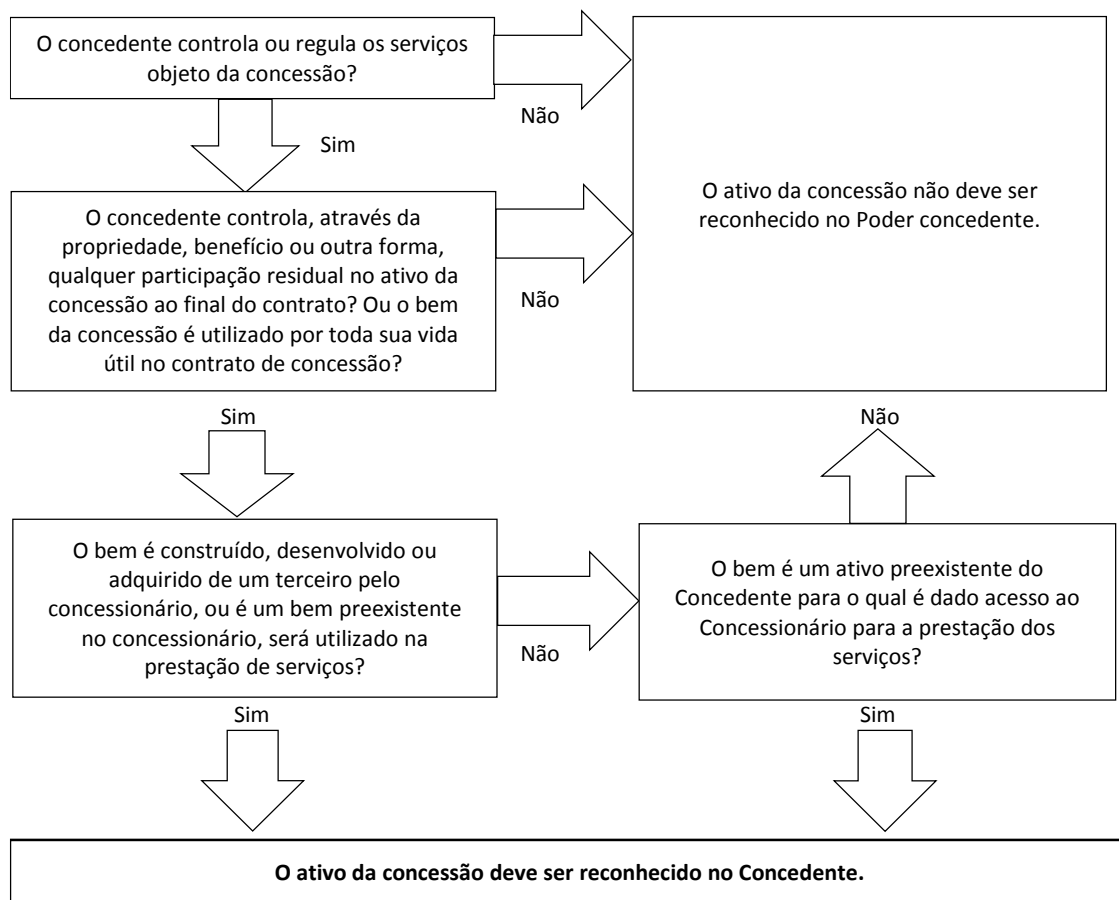 O concedente controla ou regula os serviços
objeto da concessão?
Não
Sim
O ativo da concessão não deve ser
reconhecido no Poder concedente.
O concedente controla, através da
propriedade, benefício ou outra forma,
qualquer participação residual no ativo da
concessão ao final do contrato? Ou o bem
da concessão é utilizado por toda sua vida
útil no contrato de concessão?
Não
Sim
Não
O bem é construído, desenvolvido ou
adquirido de um terceiro pelo
concessionário, ou é um bem preexistente
no concessionário, será utilizado na
prestação de serviços?
Não
O bem é um ativo preexistente do
Concedente para o qual é dado acesso ao
Concessionário para a prestação dos
serviços?
Sim
Sim
O ativo da concessão deve ser reconhecido no Concedente.